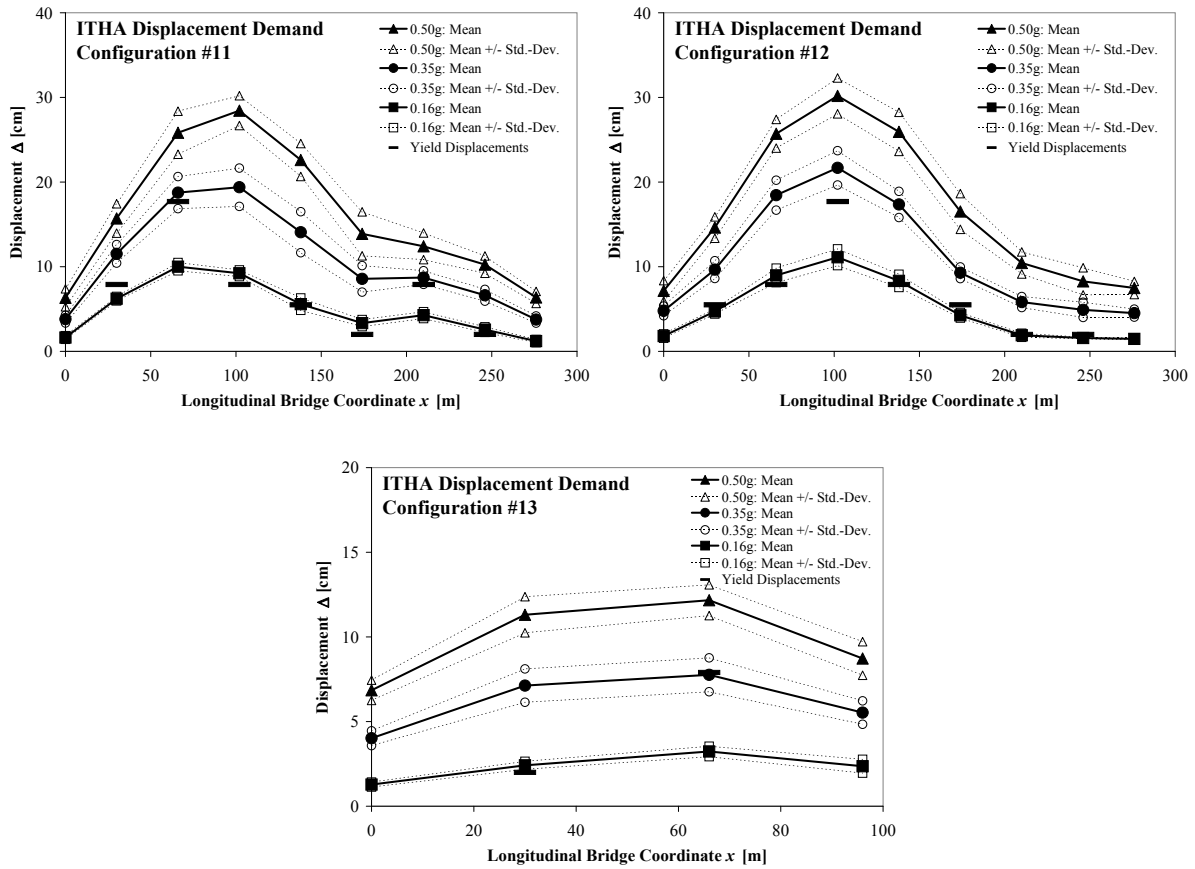 ITHA Displacement Demand
Configuration #11
0.50g: Mean
0.50g: Mean +/- Std.-Dev.
0.35g: Mean
0.35g: Mean +/- Std.-Dev.
0.16g: Mean
0.16g: Mean +/- Std.-Dev.
Yield Displacements
40
30
20
10
0
Displacement Δ [cm]
0 50 100 150 200 250 300
Longitudinal Bridge Coordinate x [m]
ITHA Displacement Demand
Configuration #12
0.50g: Mean
0.50g: Mean +/- Std.-Dev.
0.35g: Mean
0.35g: Mean +/- Std.-Dev.
0.16g: Mean
0.16g: Mean +/- Std.-Dev.
Yield Displacements
40
30
20
10
0
Displacement Δ [cm]
0 50 100 150 200 250 300
Longitudinal Bridge Coordinate x [m]
ITHA Displacement Demand
Configuration #13
0.50g: Mean
0.50g: Mean +/- Std.-Dev.
0.35g: Mean
0.35g: Mean +/- Std.-Dev.
0.16g: Mean
0.16g: Mean +/- Std.-Dev.
Yield Displacements
20
15
10
5
0
Displacement Δ [cm]
0 20 40 60 80 100
Longitudinal Bridge Coordinate x [m]